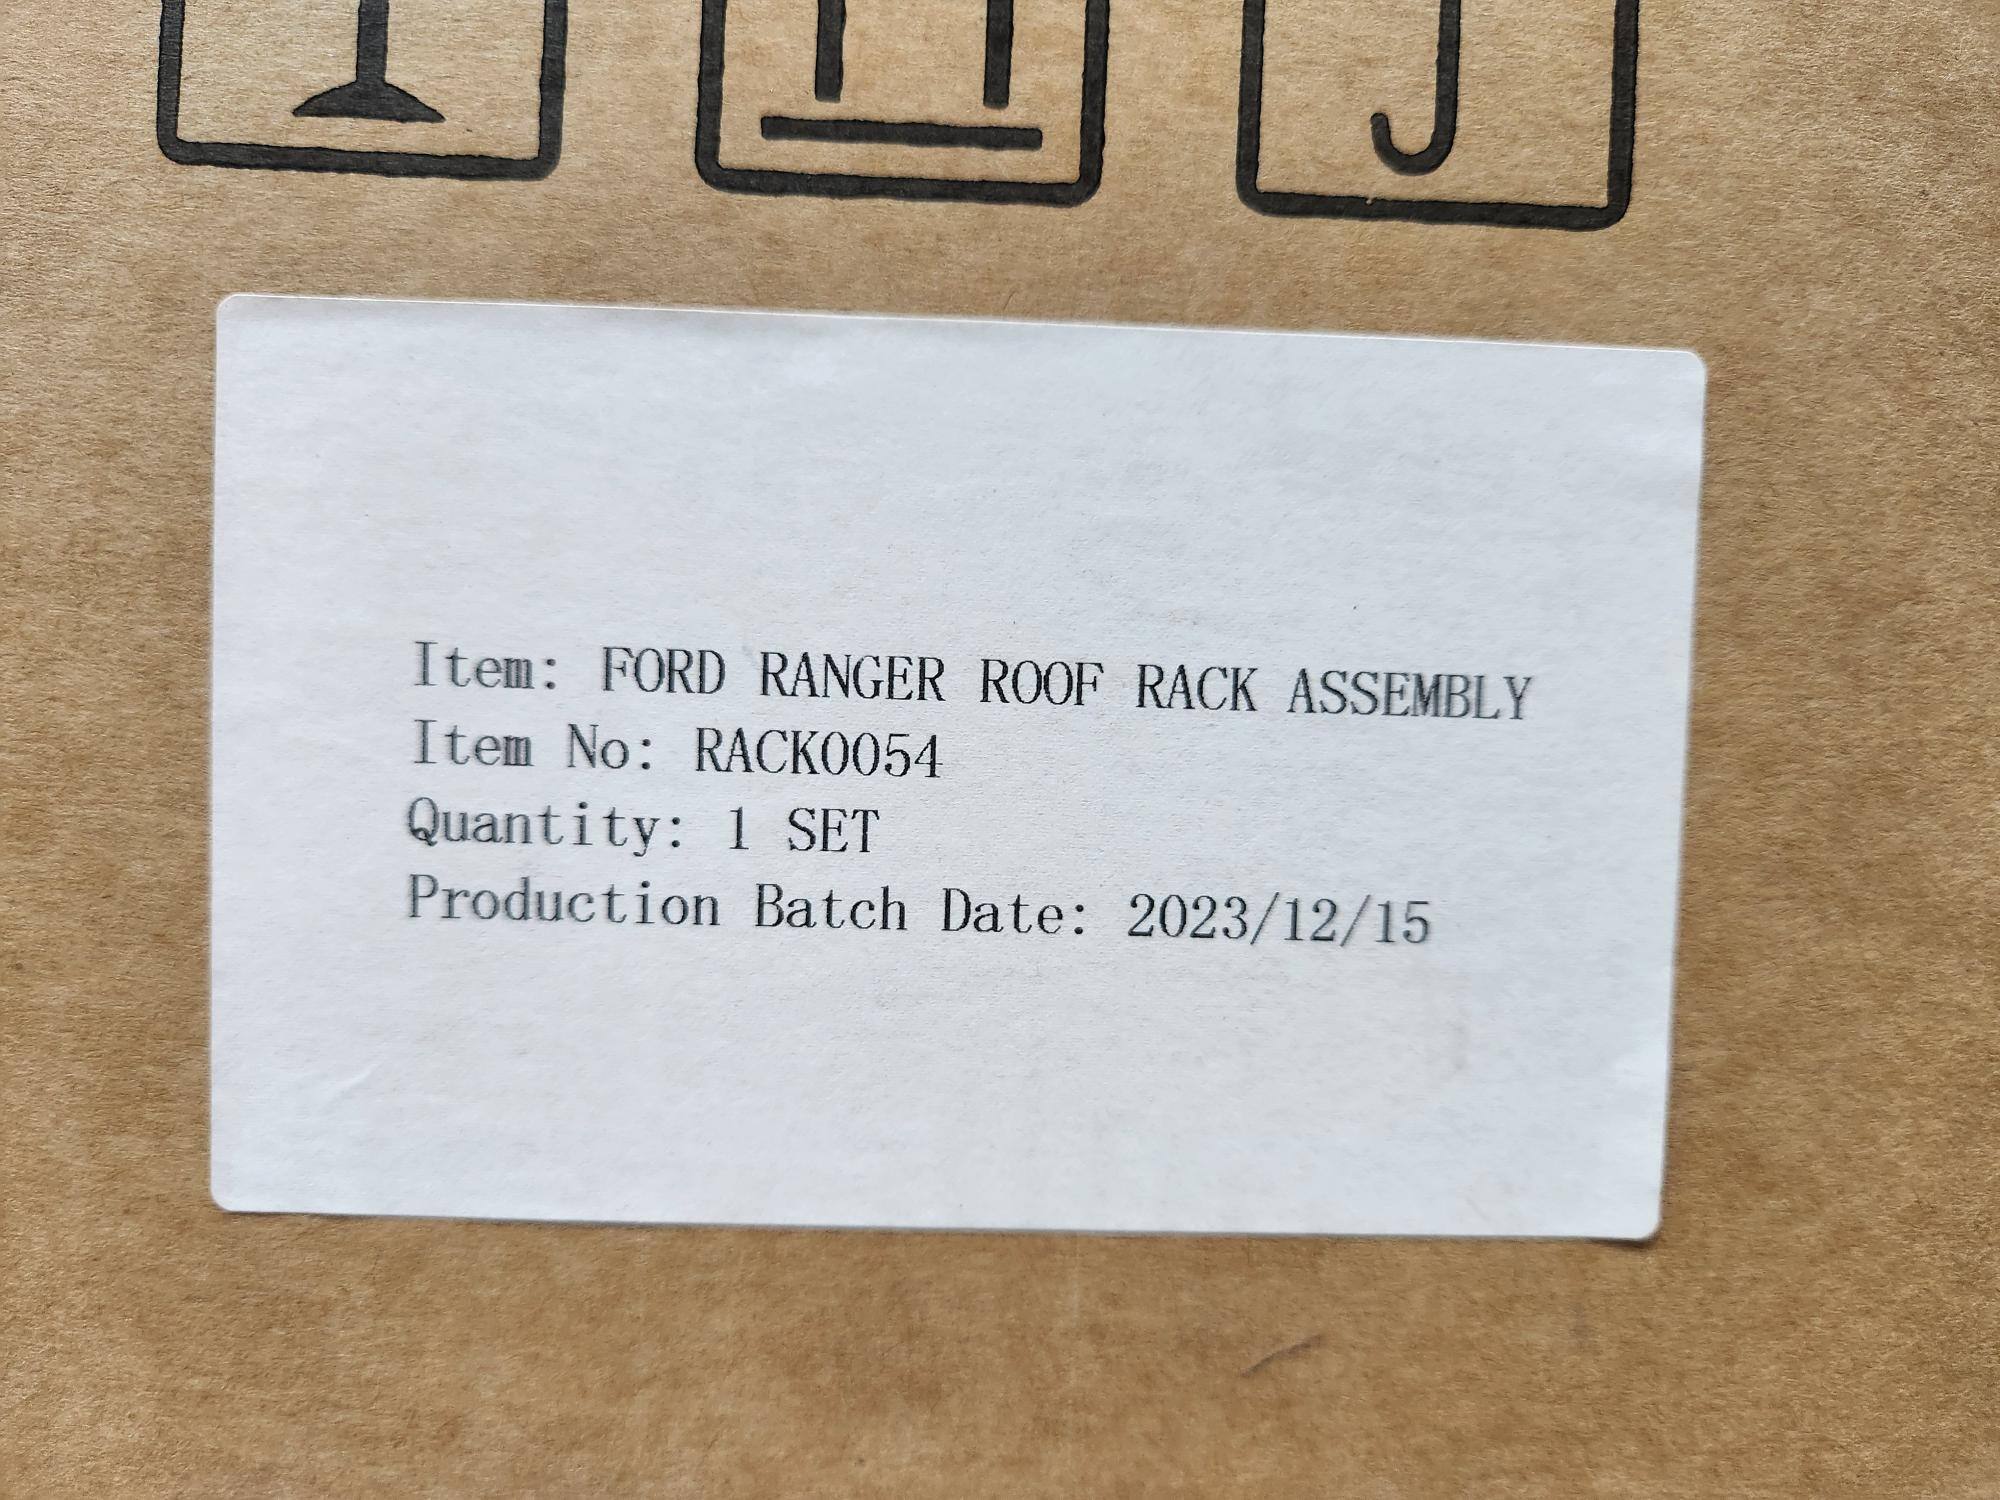 Item: FORD RANGER ROOF RACK ASSEMBLY
Item No: RACK0054
Quantity: 1 SET
Production Batch Date: 2023/12/15